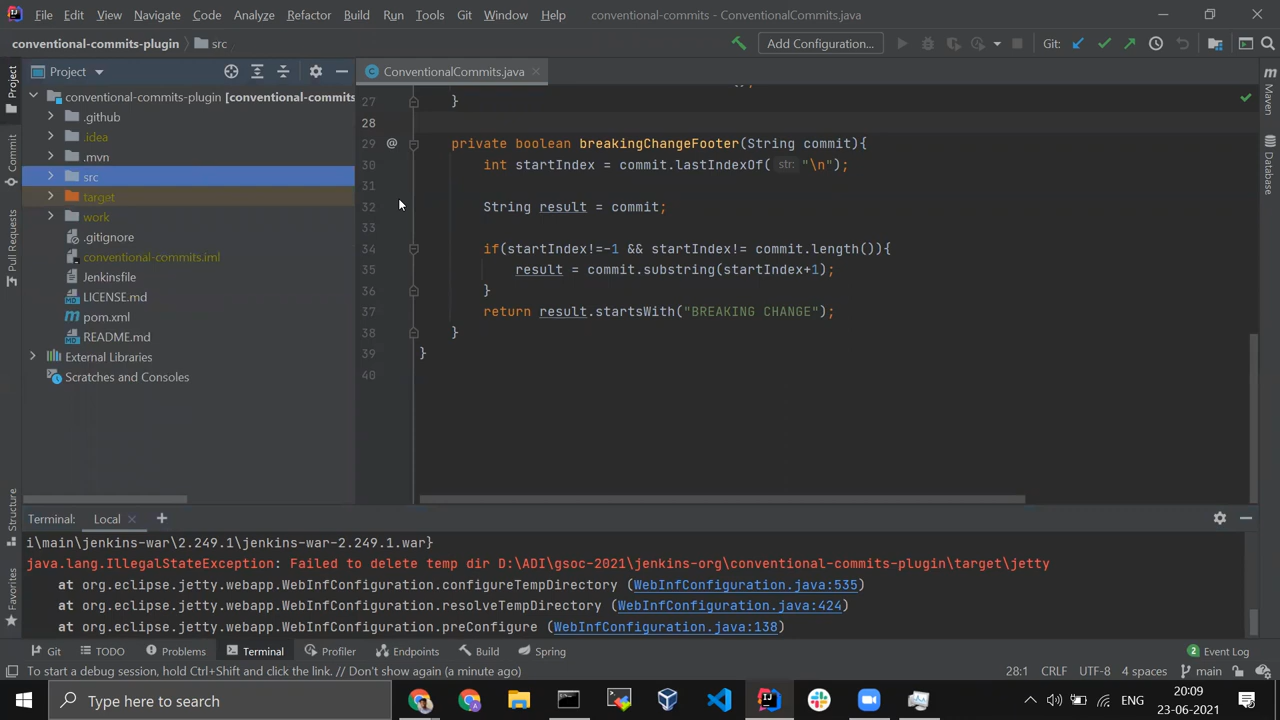 File Edit View Navigate Code Analyze Refactor Build Run Tools Git Window Help conventional-commits - ConventionalCommits.java
conventional-commits-plugin src Add Configuration... Git:
Project ConventionalCommits.java
conventional-commits-plugin [conventional-commits
.github
.idea
.mvn
src
target
work
.gitignore
conventional-commits.iml
Jenkinsfile
LICENSE.md
pom.xml
README.md
External Libraries
Scratches and Consoles
27 }
28
29 @ private boolean breakingChangeFooter(String commit){
30 int startIndex = commit.lastIndexOf( str: "\n");
31
32 String result = commit;
33
34 if(startIndex!=-1 && startIndex!= commit.length()){
35 result = commit.substring(startIndex+1);
36 }
37 return result.startsWith("BREAKING CHANGE");
38 }
39 }
40
Project
Commit
Pull Requests
Structure
Favorites
Maven
Database
Terminal: Local
i\main\jenkins-war\2.249.1\jenkins-war-2.249.1.war}
java.lang.IllegalStateException: Failed to delete temp dir D:\ADI\gsoc-2021\jenkins-org\conventional-commits-plugin\target\jetty
at org.eclipse.jetty.webapp.WebInfConfiguration.configureTempDirectory (WebInfConfiguration.java:535)
at org.eclipse.jetty.webapp.WebInfConfiguration.resolveTempDirectory (WebInfConfiguration.java:424)
at org.eclipse.jetty.webapp.WebInfConfiguration.preConfigure (WebInfConfiguration.java:138)
Git TODO Problems Terminal Profiler Endpoints Build Spring Event Log
To start a debug session, hold Ctrl+Shift and click the link. // Don't show again (a minute ago) 28:1 CRLF UTF-8 4 spaces main
Type here to search ENG 20:09
23-06-2021